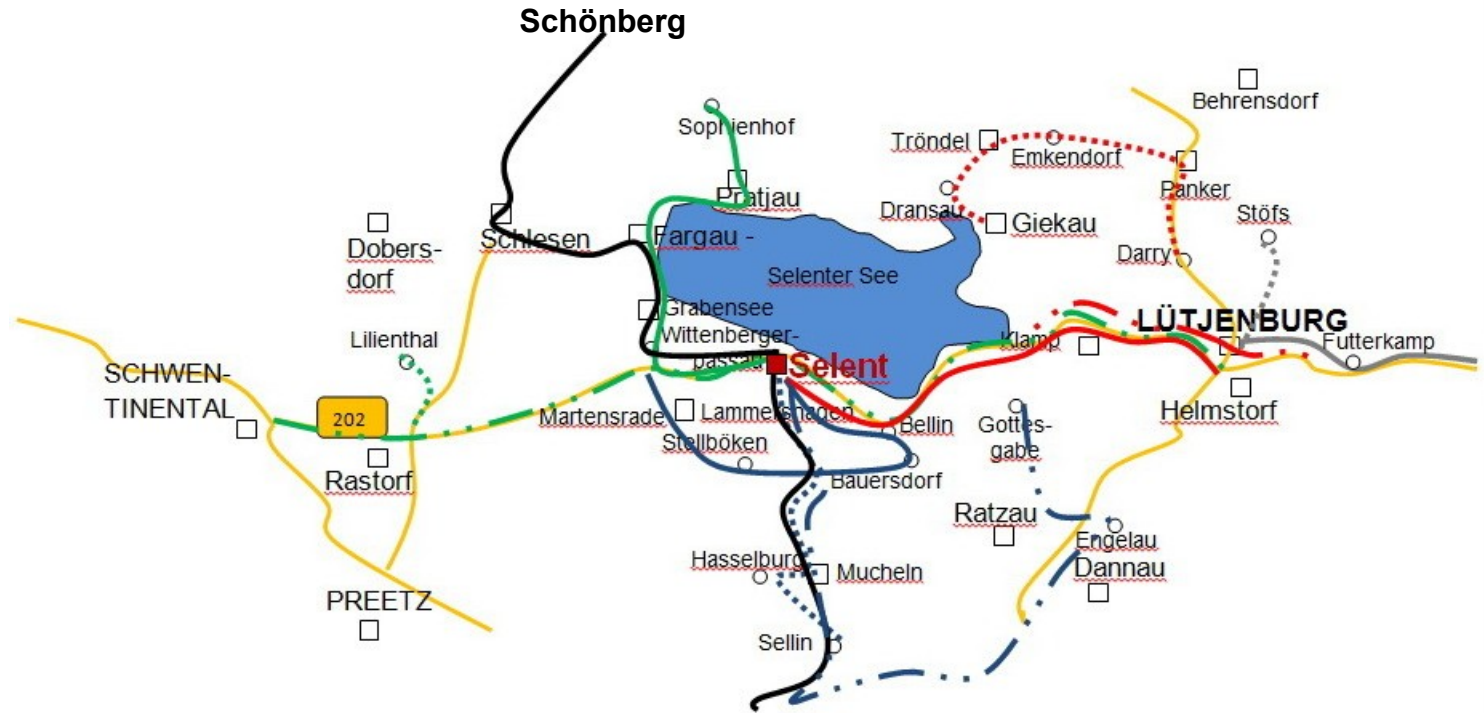 Schönberg
Behrensdorf
Sophienhof
Tröndel
Emkendorf
Panker
Pratjau
Dransau
Giekau
Stöfs
Schlesen
Fargau -
Dobers-
dorf
Darry
Selenter See
Grabensee
LÜTJENBURG
Lilienthal
Wittenberger-
passau
Klamp
Futterkamp
Selent
SCHWEN-
TINENTAL
202
Martensrade
Lammershagen
Bellin
Gottes-
gabe
Helmstorf
Stellböken
Rastorf
Bauersdorf
Ratzau
Engelau
Hasselburg
Mucheln
Dannau
PREETZ
Sellin